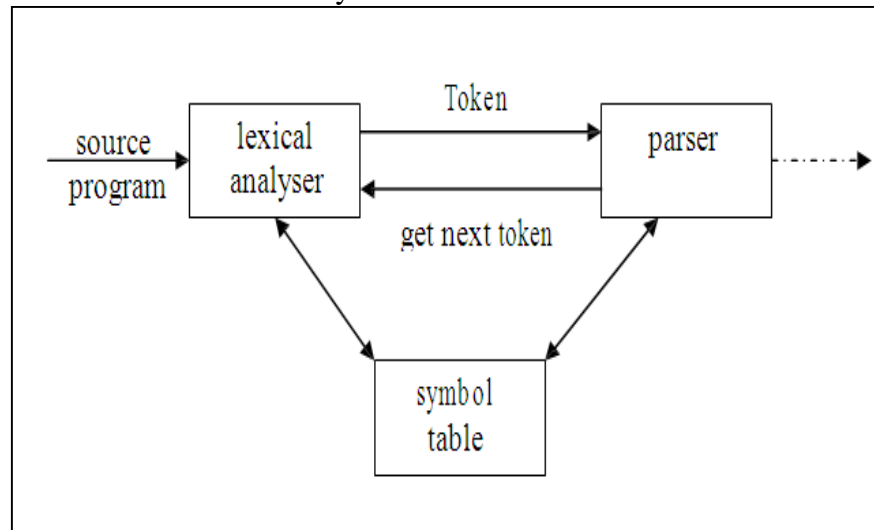 Token
source
program
lexical
analyser
parser
get next token
symbol
table